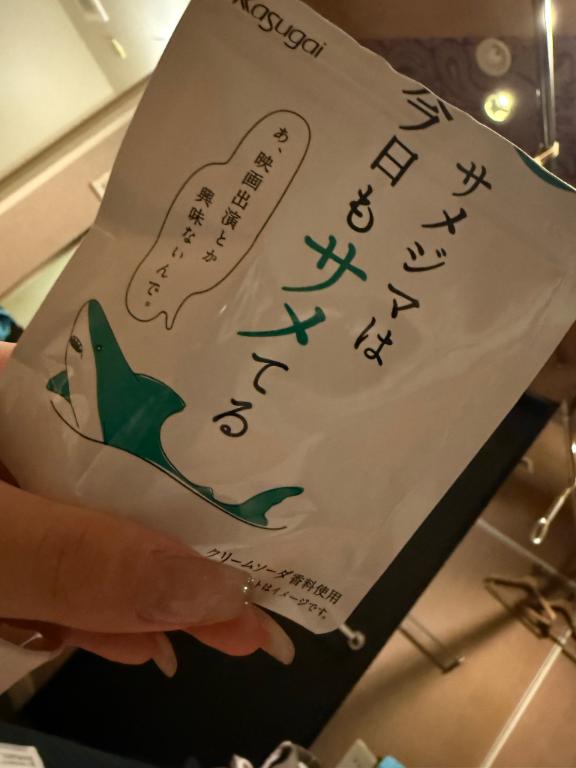 Kasugai
サメジマは
今日もサメてる
あ、
映画出演とか
興味ないんで。
クリームソーダ香料使用
トはイメージです。